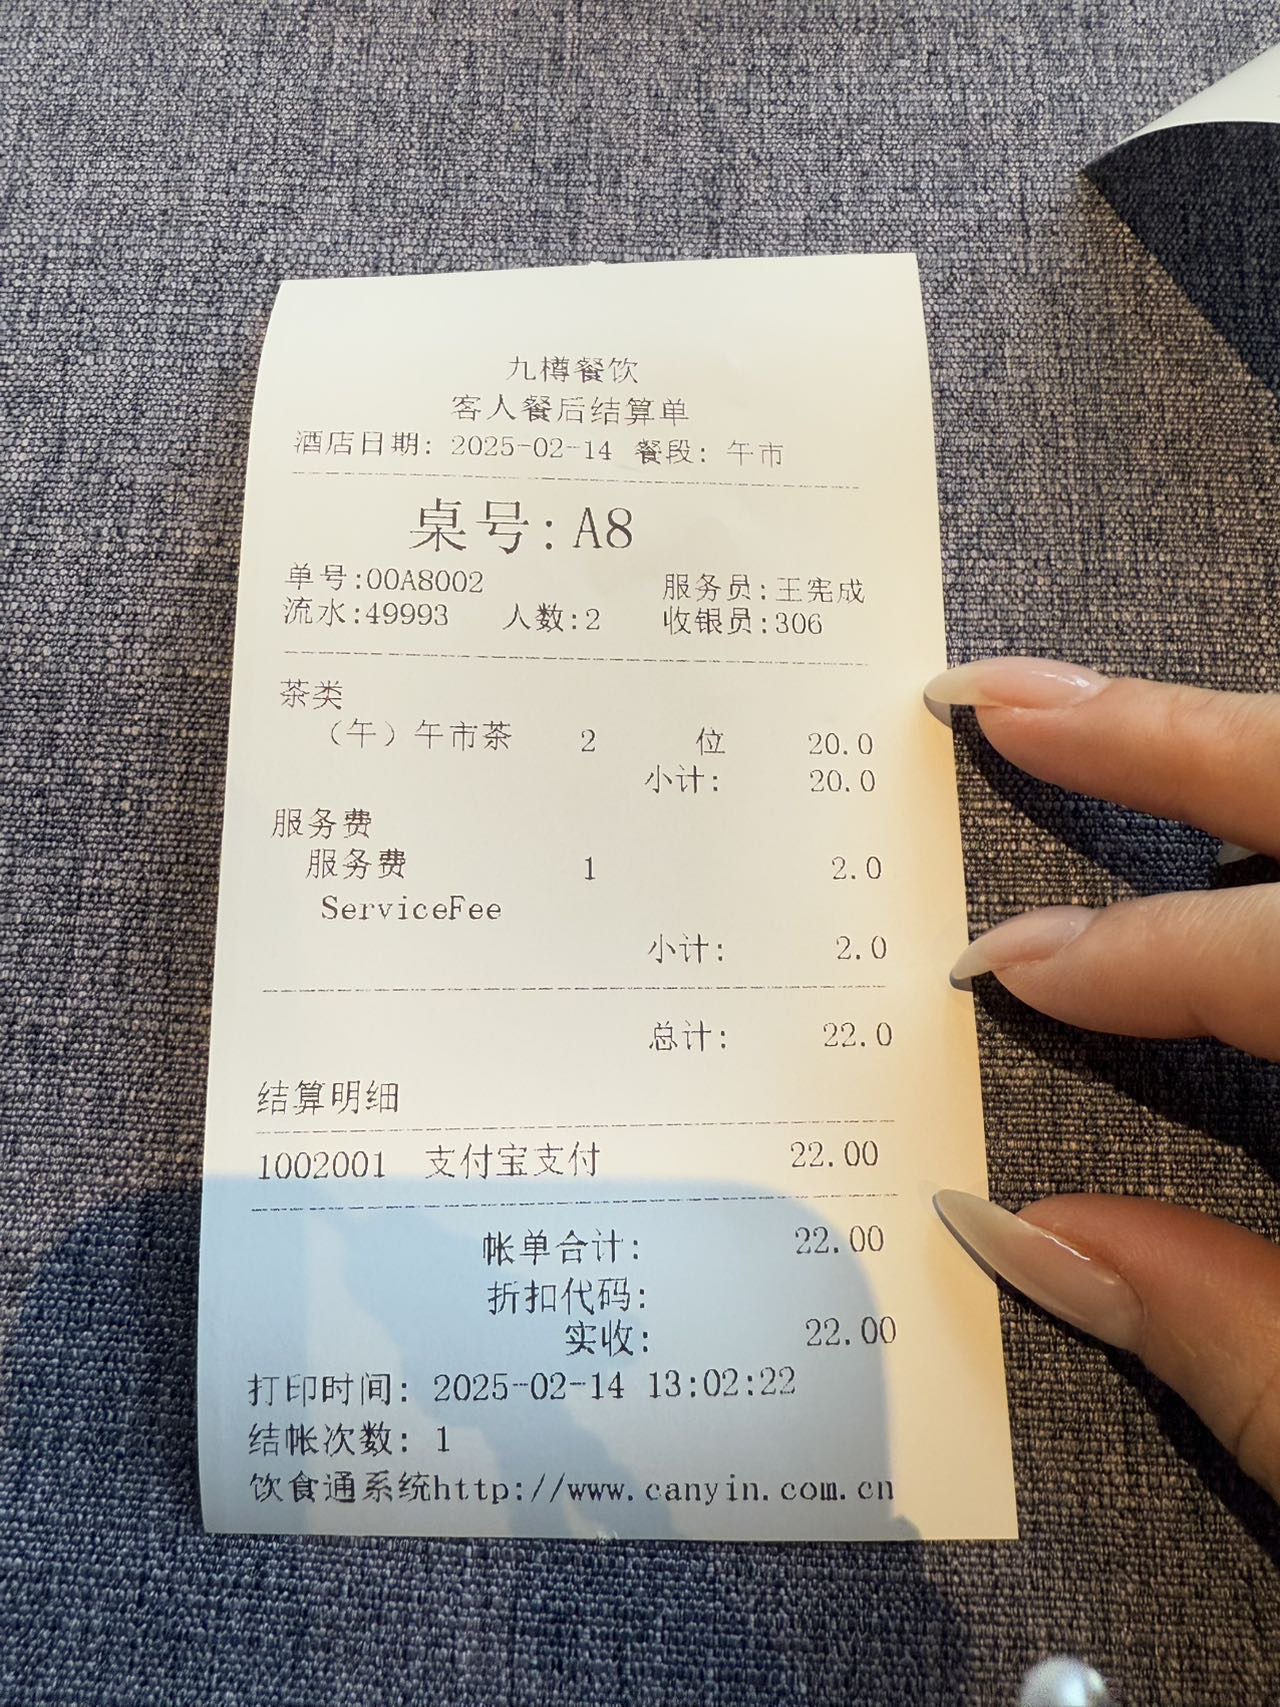 九樽餐饮
客人餐后结算单
酒店日期: 2025-02-14 餐段: 午市
桌号:A8
单号:00A8002 服务员:王宪成
流水:49993 人数:2 收银员:306
茶类
（午）午市茶 2 位 20.0
小计: 20.0
服务费
服务费 1 2.0
ServiceFee
小计: 2.0
总计: 22.0
结算明细
1002001 支付宝支付 22.00
帐单合计: 22.00
折扣代码:
实收: 22.00
打印时间: 2025-02-14 13:02:22
结帐次数: 1
饮食通系统http://www.canyin.com.cn